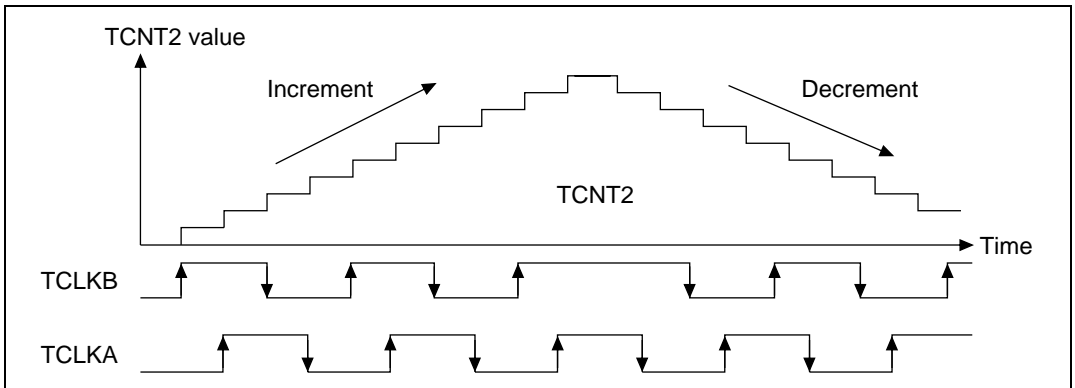 TCNT2 value
Increment
Decrement
TCNT2
Time
TCLKB
TCLKA